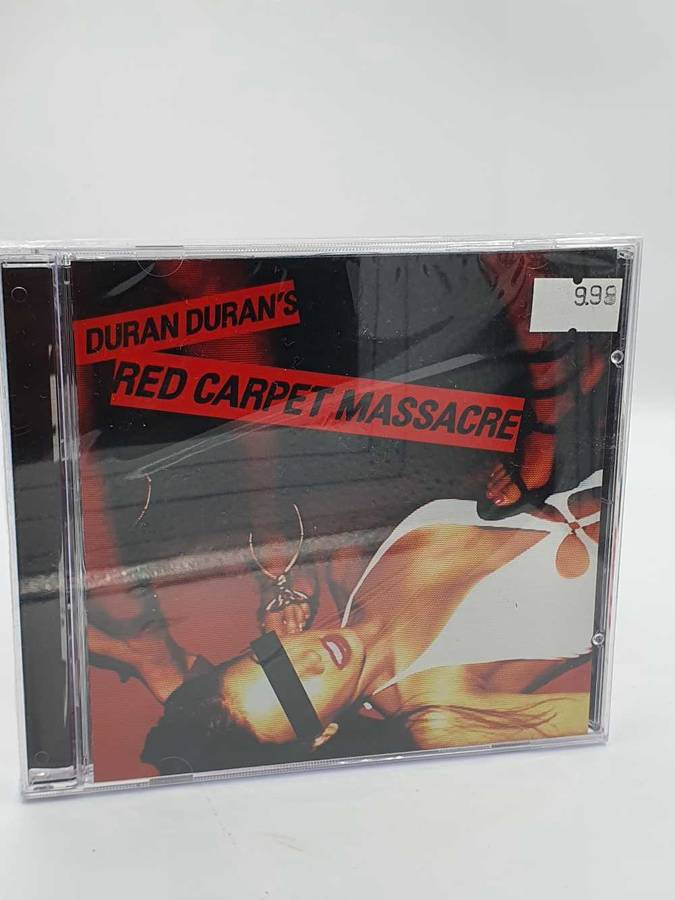 DURAN DURAN'S
RED CARPET MASSACRE
9.98